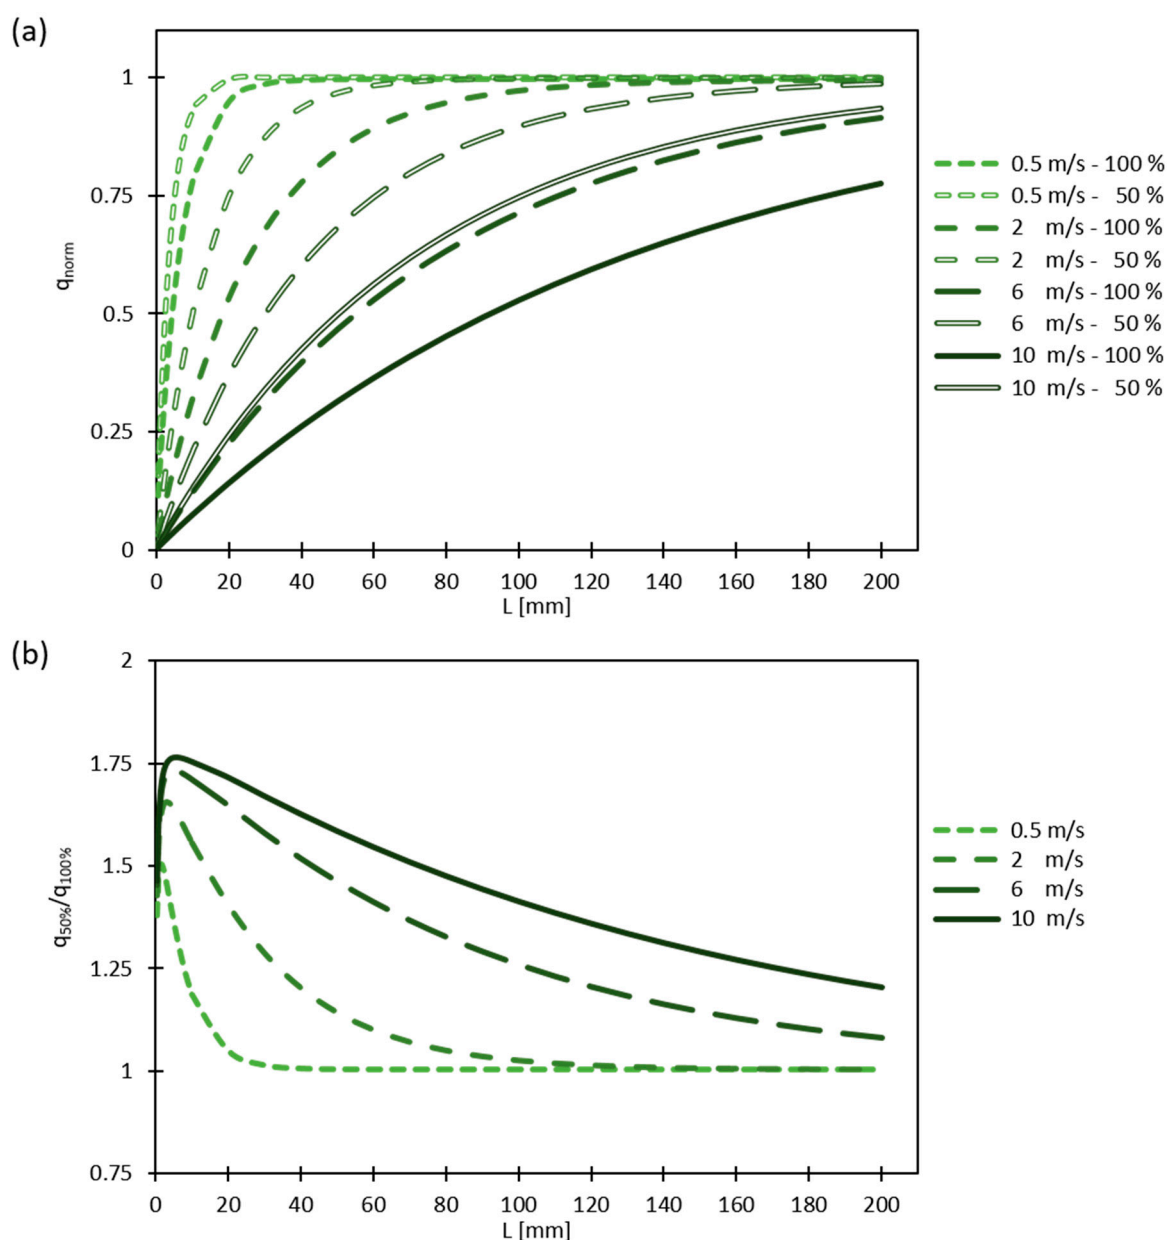 (a)
1
0.75
0.5
0.25
0
q_norm
0 20 40 60 80 100 120 140 160 180 200
L [mm]
0.5 m/s - 100 %
0.5 m/s - 50 %
2 m/s - 100 %
2 m/s - 50 %
6 m/s - 100 %
6 m/s - 50 %
10 m/s - 100 %
10 m/s - 50 %
(b)
2
1.75
1.5
1.25
1
0.75
q50%/q100%
0 20 40 60 80 100 120 140 160 180 200
L [mm]
0.5 m/s
2 m/s
6 m/s
10 m/s